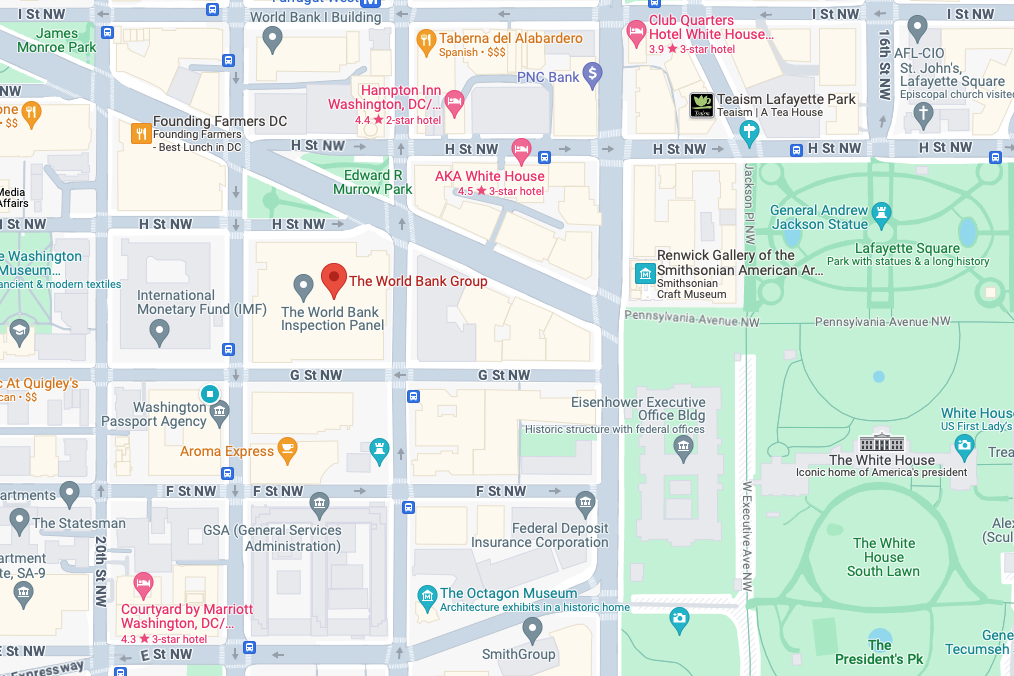 Farragut West
I St NW
I St NW
I St NW
World Bank I Building
James
Monroe Park
Taberna del Alabardero
Spanish • $$$
Club Quarters
Hotel White House...
3.9 ★ 3-star hotel
16th St NW
AFL-CIO
St. John's,
Lafayette Square
Episcopal church visited
PNC Bank
Hampton Inn
Washington, DC/...
4.4 ★ 2-star hotel
NW
one
• $$
Teaism Lafayette Park
Teaism | A Tea House
Founding Farmers DC
Founding Farmers
- Best Lunch in DC
H St NW
H St NW
H St NW
H St NW
H St NW
AKA White House
4.5 ★ 3-star hotel
Edward R
Murrow Park
Jackson Pl NW
Media
Affairs
H St NW
H St NW
H St NW
General Andrew
Jackson Statue
Lafayette Square
Park with statues & a long history
e Washington
Museum...
ancient & modern textiles
Renwick Gallery of the
Smithsonian American Ar...
Smithsonian
Craft Museum
The World Bank Group
International
Monetary Fund (IMF)
The World Bank
Inspection Panel
Pennsylvania Avenue NW
Pennsylvania Avenue NW
G St NW
G St NW
c At Quigley's
can • $$
Washington
Passport Agency
Eisenhower Executive
Office Bldg
Historic structure with federal offices
White House
US First Lady's
Aroma Express
The White House
Iconic home of America's president
Trea
F St NW
F St NW
F St NW
artments
The Statesman
GSA (General Services
Administration)
Federal Deposit
Insurance Corporation
W Executive Ave NW
Alex
(Scul
The White
House
South Lawn
20th St NW
artment
te, SA-9
Courtyard by Marriott
Washington, DC/...
4.3 ★ 3-star hotel
The Octagon Museum
Architecture exhibits in a historic home
SmithGroup
E St NW
E St NW
Expressway
The
President's Pk
Gene
Tecumseh